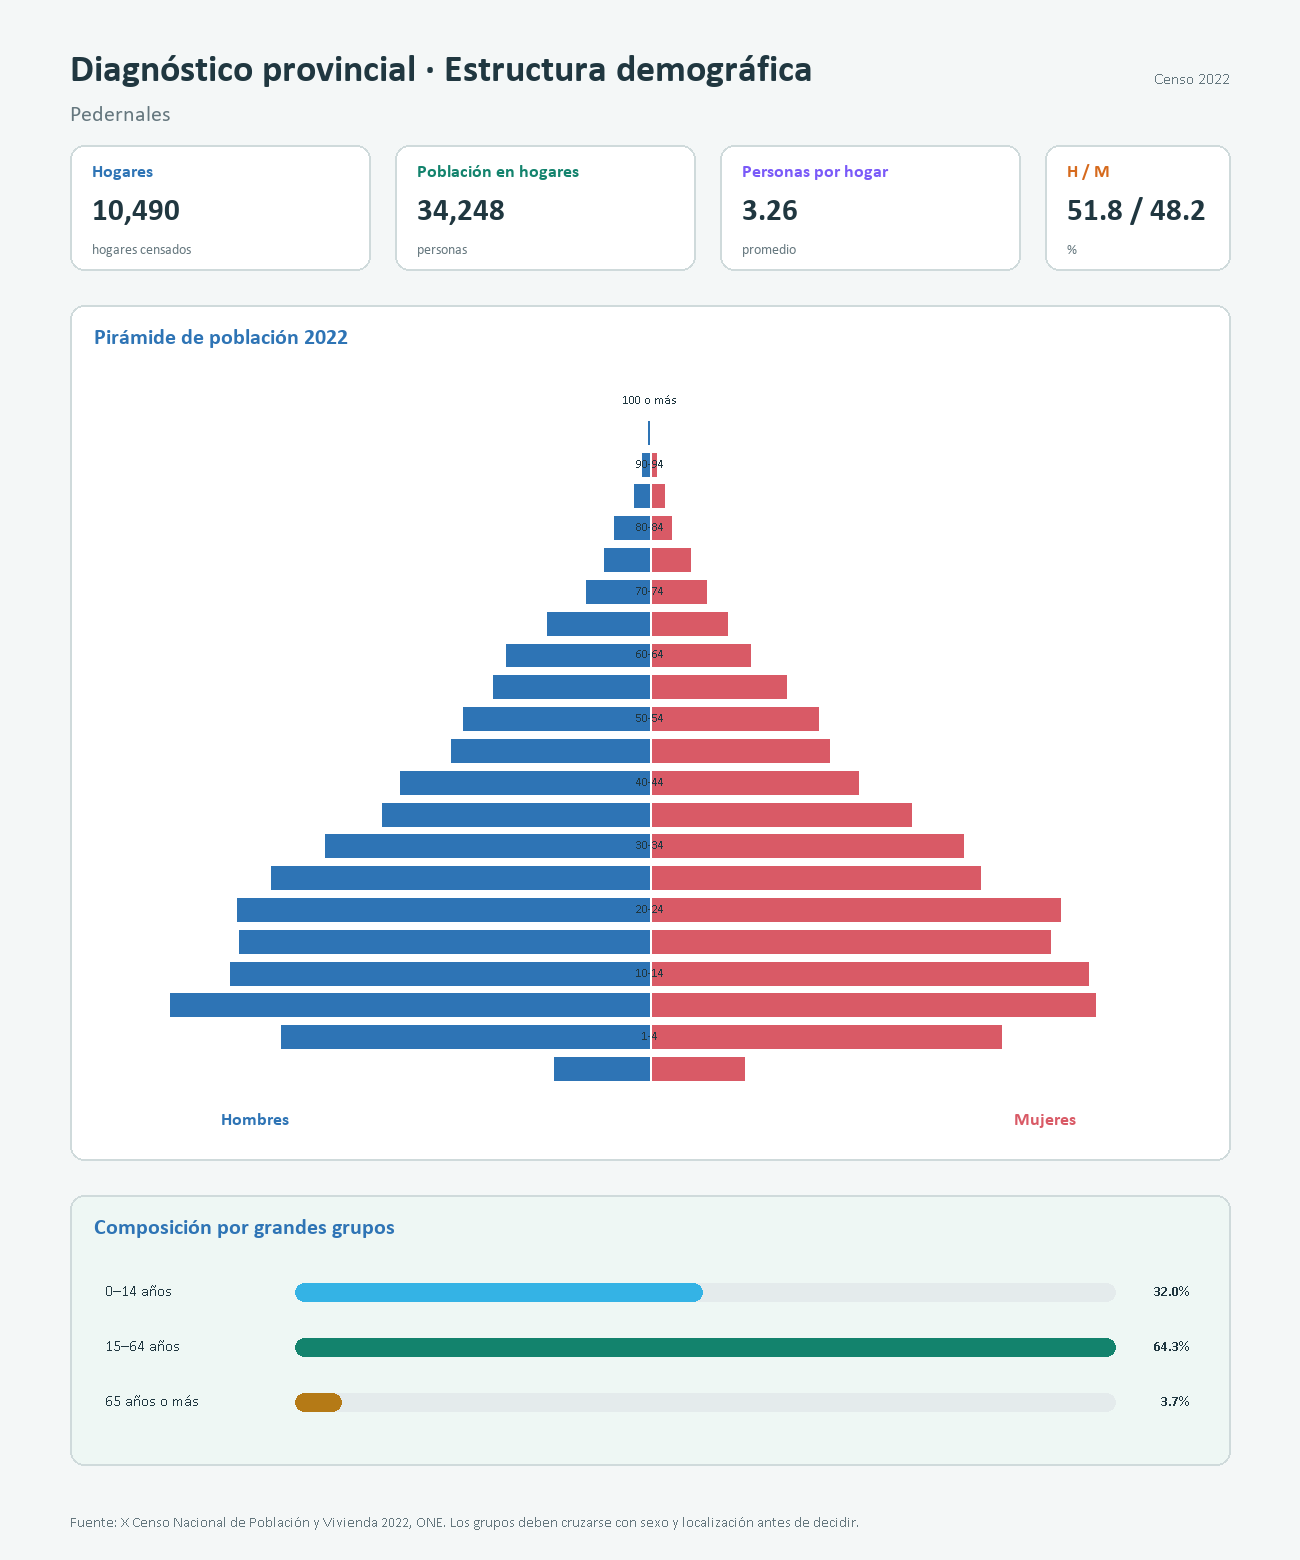 Diagnóstico provincial · Estructura demográfica
Censo 2022
Pedernales
Hogares
10,490
hogares censados
Población en hogares
34,248
personas
Personas por hogar
3.26
promedio
H / M
51.8 / 48.2
%
Pirámide de población 2022
100 o más
90-94
80-84
70-74
60-64
50-54
40-44
30-34
20-24
10-14
1-4
Hombres
Mujeres
Composición por grandes grupos
0–14 años
32.0%
15–64 años
64.3%
65 años o más
3.7%
Fuente: X Censo Nacional de Población y Vivienda 2022, ONE. Los grupos deben cruzarse con sexo y localización antes de decidir.